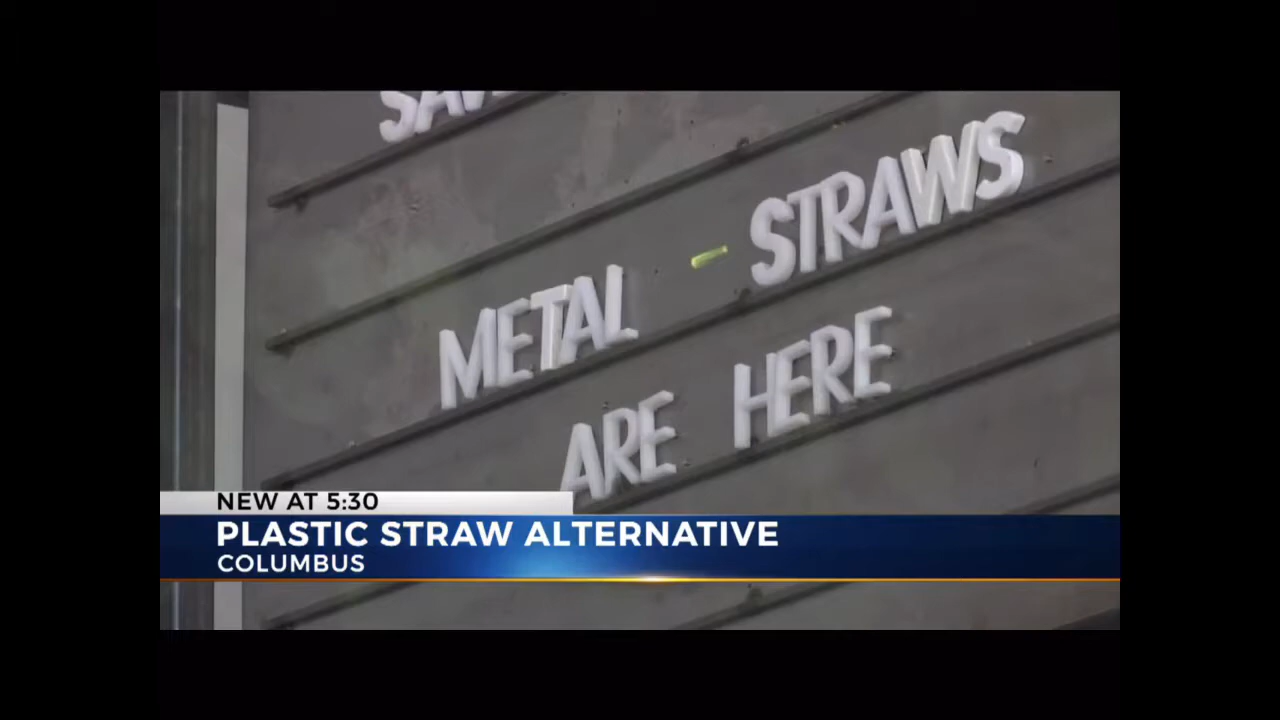 METAL - STRAWS
ARE HERE
NEW AT 5:30
PLASTIC STRAW ALTERNATIVE
COLUMBUS